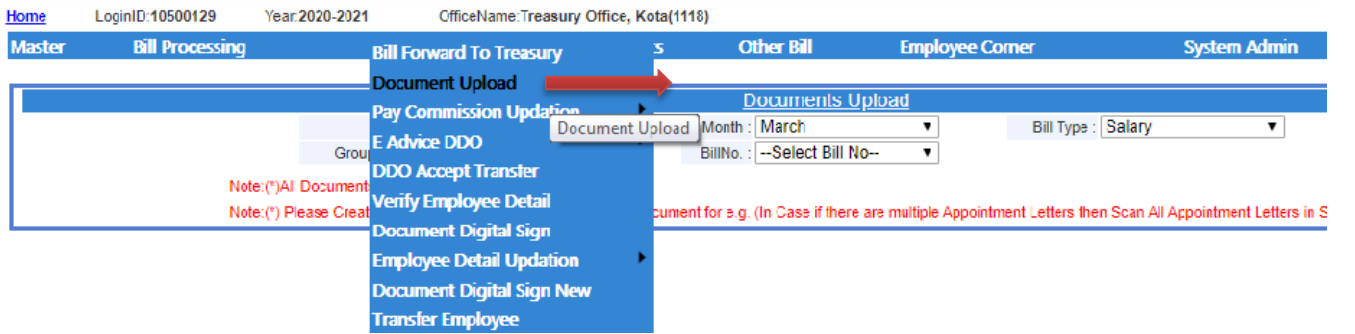 Home LoginID:10500129 Year:2020-2021 OfficeName:Treasury Office, Kota(1118)
Master Bill Processing Other Bill Employee Corner System Admin
Bill Forward To Treasury
Document Upload
Documents Upload
Pay Commission Updation
Document Upload
Month : March Bill Type : Salary
E Advice DDO
Group BillNo. : --Select Bill No--
DDO Accept Transfer
Note:(*)All Documents
Verify Employee Detail
Note:(*) Please Creat cument for e.g. (In Case if there are multiple Appointment Letters then Scan All Appointment Letters in S
Document Digital Sign
Employee Detail Updation
Document Digital Sign New
Transfer Employee